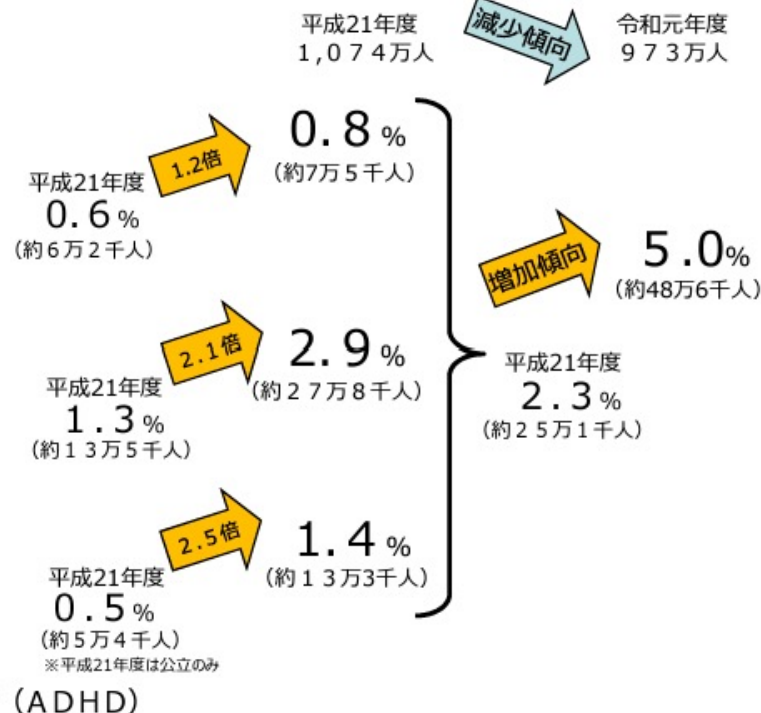 平成21年度
1,074万人
減少傾向
令和元年度
973万人
平成21年度
0.6%
(約6万2千人)
1.2倍
0.8%
(約7万5千人)
平成21年度
1.3%
(約13万5千人)
2.1倍
2.9%
(約27万8千人)
平成21年度
0.5%
(約5万4千人)
※平成21年度は公立のみ
2.5倍
1.4%
(約13万3千人)
増加傾向
5.0%
(約48万6千人)
平成21年度
2.3%
(約25万1千人)
(ADHD)